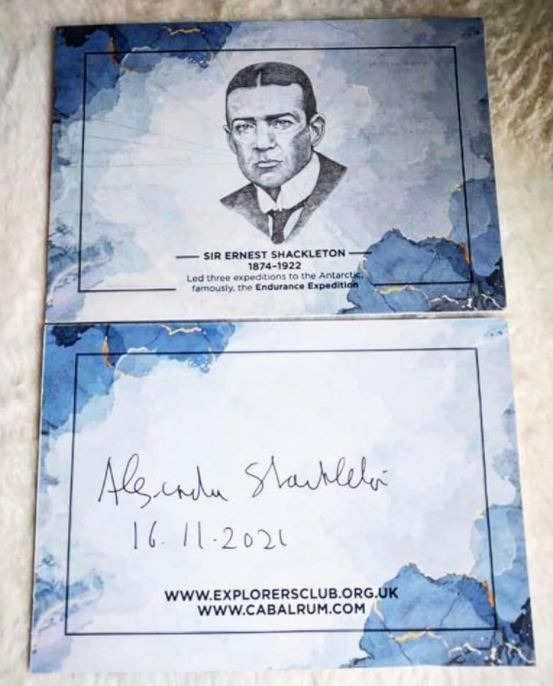 SIR ERNEST SHACKLETON
1874-1922
Led three expeditions to the Antarctic,
famously, the Endurance Expedition
Alexandra Shackleton
16.11.2021
WWW.EXPLORERSCLUB.ORG.UK
WWW.CABALRUM.COM